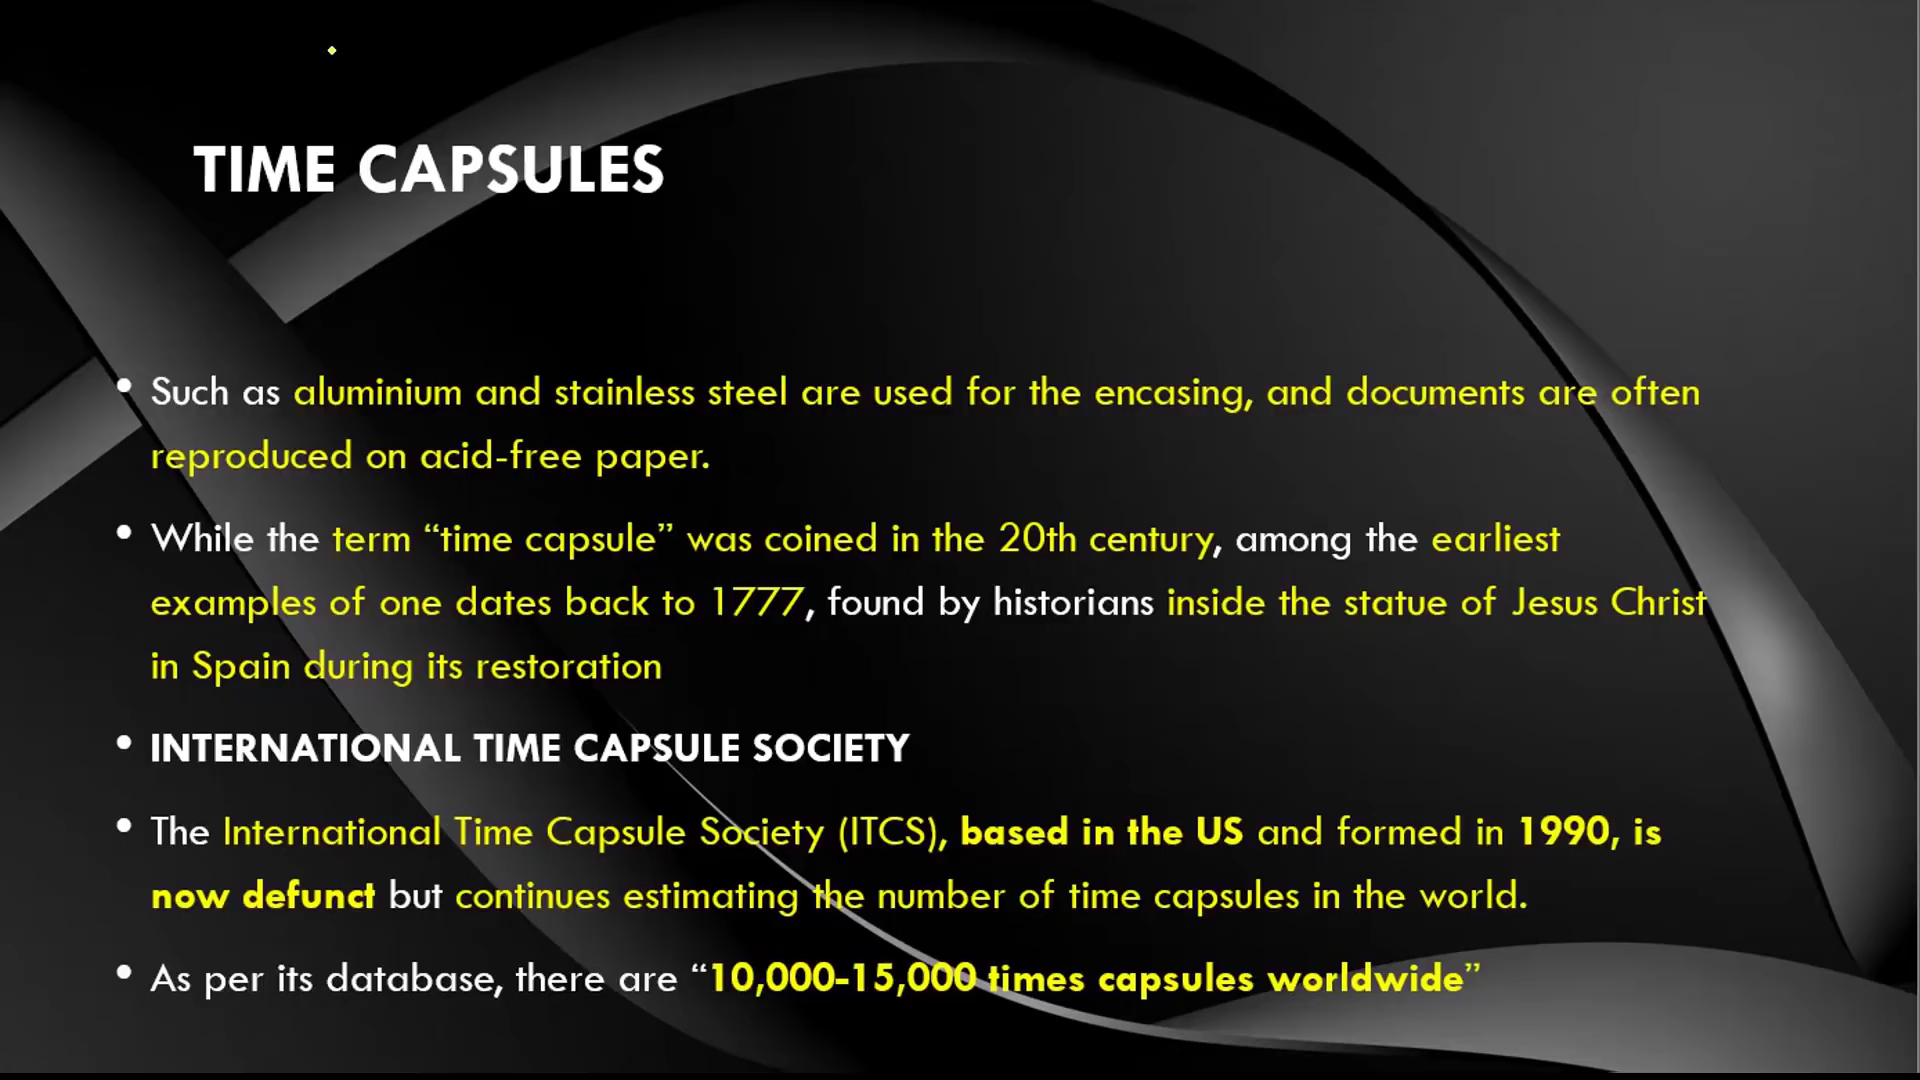 TIME CAPSULES
• Such as aluminium and stainless steel are used for the encasing, and documents are often
reproduced on acid-free paper.
• While the term “time capsule” was coined in the 20th century, among the earliest
examples of one dates back to 1777, found by historians inside the statue of Jesus Christ
in Spain during its restoration
• INTERNATIONAL TIME CAPSULE SOCIETY
• The International Time Capsule Society (ITCS), based in the US and formed in 1990, is
now defunct but continues estimating the number of time capsules in the world.
• As per its database, there are “10,000-15,000 times capsules worldwide”